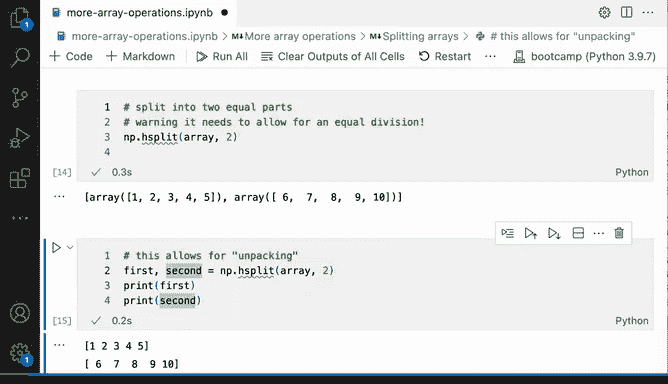 more-array-operations.ipynb
more-array-operations.ipynb > M↓More array operations > M↓Splitting arrays > # this allows for "unpacking"
+ Code + Markdown Run All Clear Outputs of All Cells Restart ... bootcamp (Python 3.9.7)
1 # split into two equal parts
2 # warning it needs to allow for an equal division!
3 np.hsplit(array, 2)
4
[14] ✓ 0.3s Python
... [array([1, 2, 3, 4, 5]), array([ 6,  7,  8,  9, 10])]
1 # this allows for "unpacking"
2 first, second = np.hsplit(array, 2)
3 print(first)
4 print(second)
[15] ✓ 0.2s Python
... [1 2 3 4 5]
[ 6  7  8  9 10]
1
1